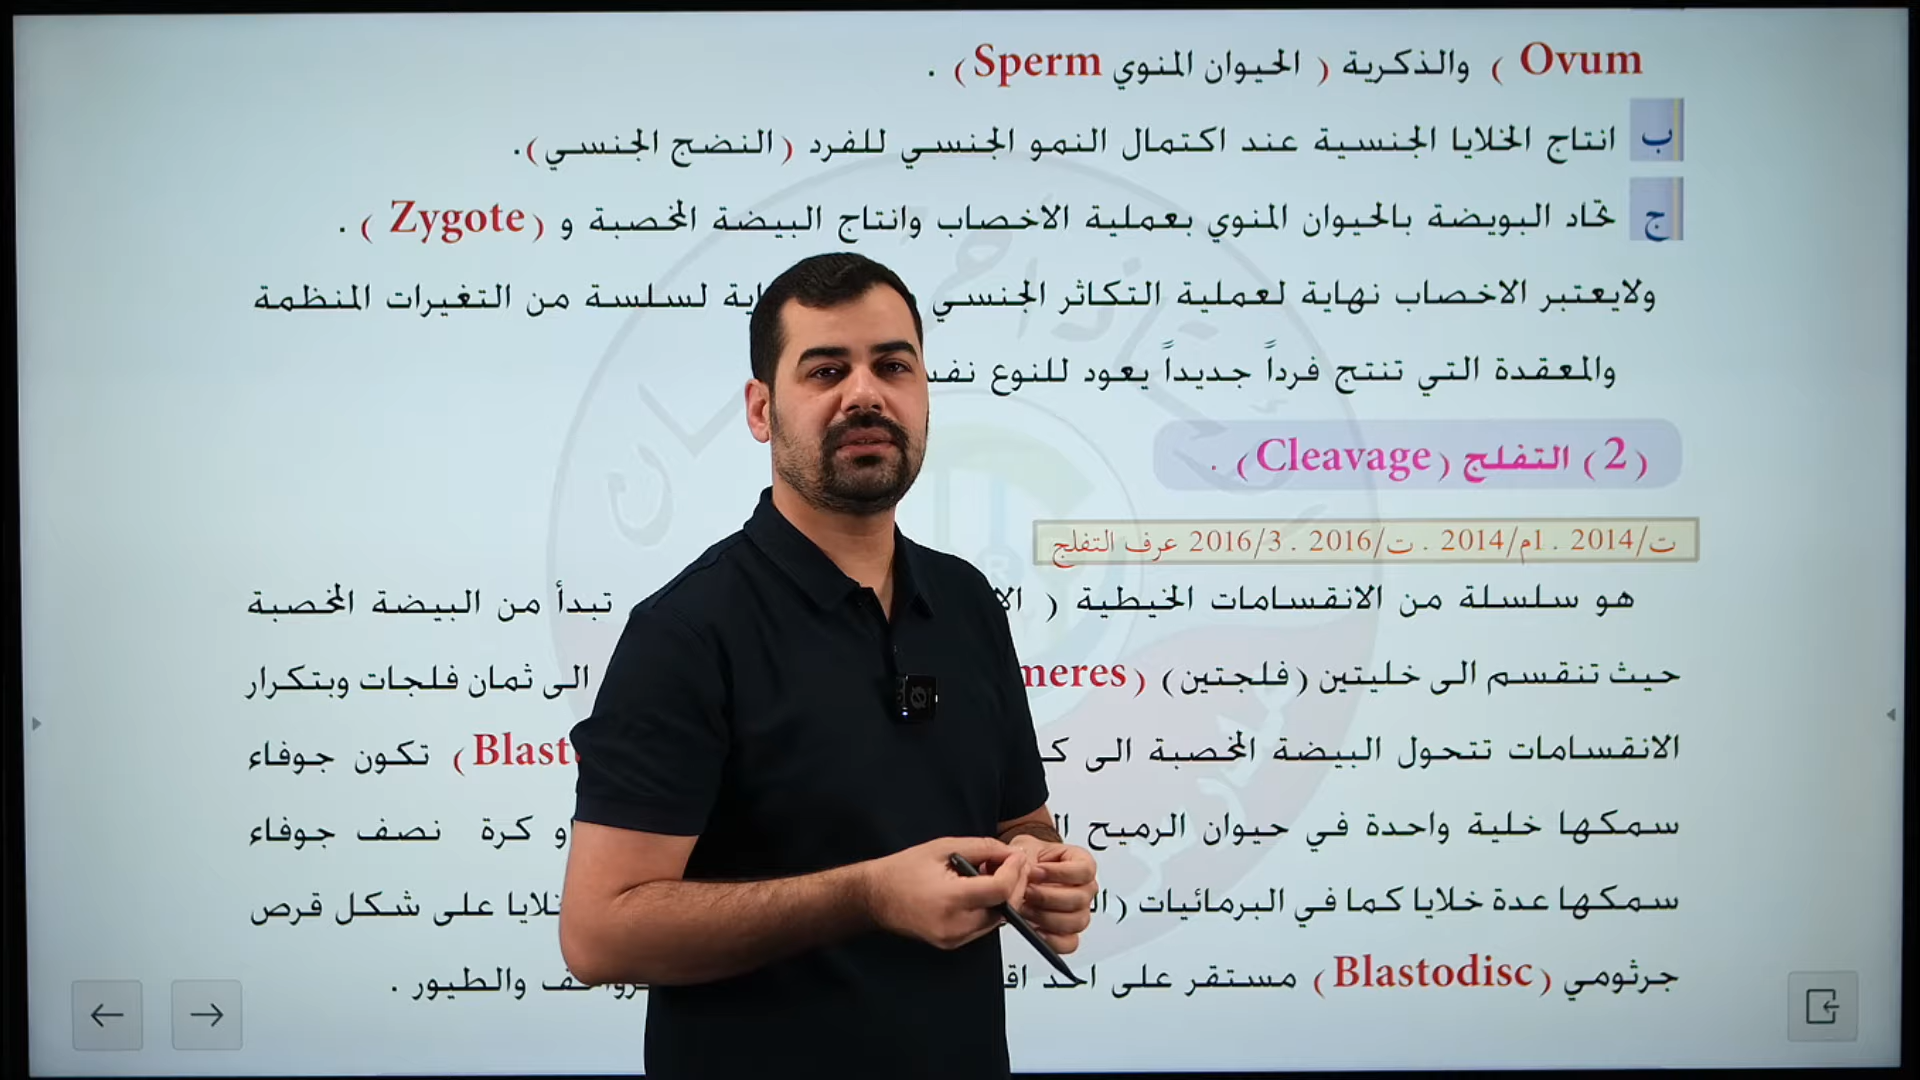 Ovum ) والذكرية ( الحيوان المنوي Sperm) .
ب انتاج الخلايا الجنسية عند اكتمال النمو الجنسي للفرد (النضج الجنسي).
ج تحاد البويضة بالحيوان المنوي بعملية الاخصاب وانتاج البيضة المخصبة و (Zygote ) .
ولايعتبر الاخصاب نهاية لعملية التكاثر الجنسي لسلسة من التغيرات المنظمة
والمعقدة التي تنتج فرداً جديداً يعود للنوع
(2) التفلج (Cleavage) .
ت/2014 . 1م/2014 . ت/2016 . 2016/3 عرف التفلج
هو سلسلة من الانقسامات الخيطية ( تبدأ من البيضة المخصبة
حيث تنقسم الى خليتين (فلجتين) (meres الى ثمان فلجات وبتكرار
الانقسامات تتحول البيضة المخصبة الى Blast) تكون جوفاء
سمكها خلية واحدة في حيوان الرميح كرة نصف جوفاء
سمكها عدة خلايا كما في البرمائيات ( على شكل قرص
جرثومي (Blastodisc) مستقر على احد والطيور .